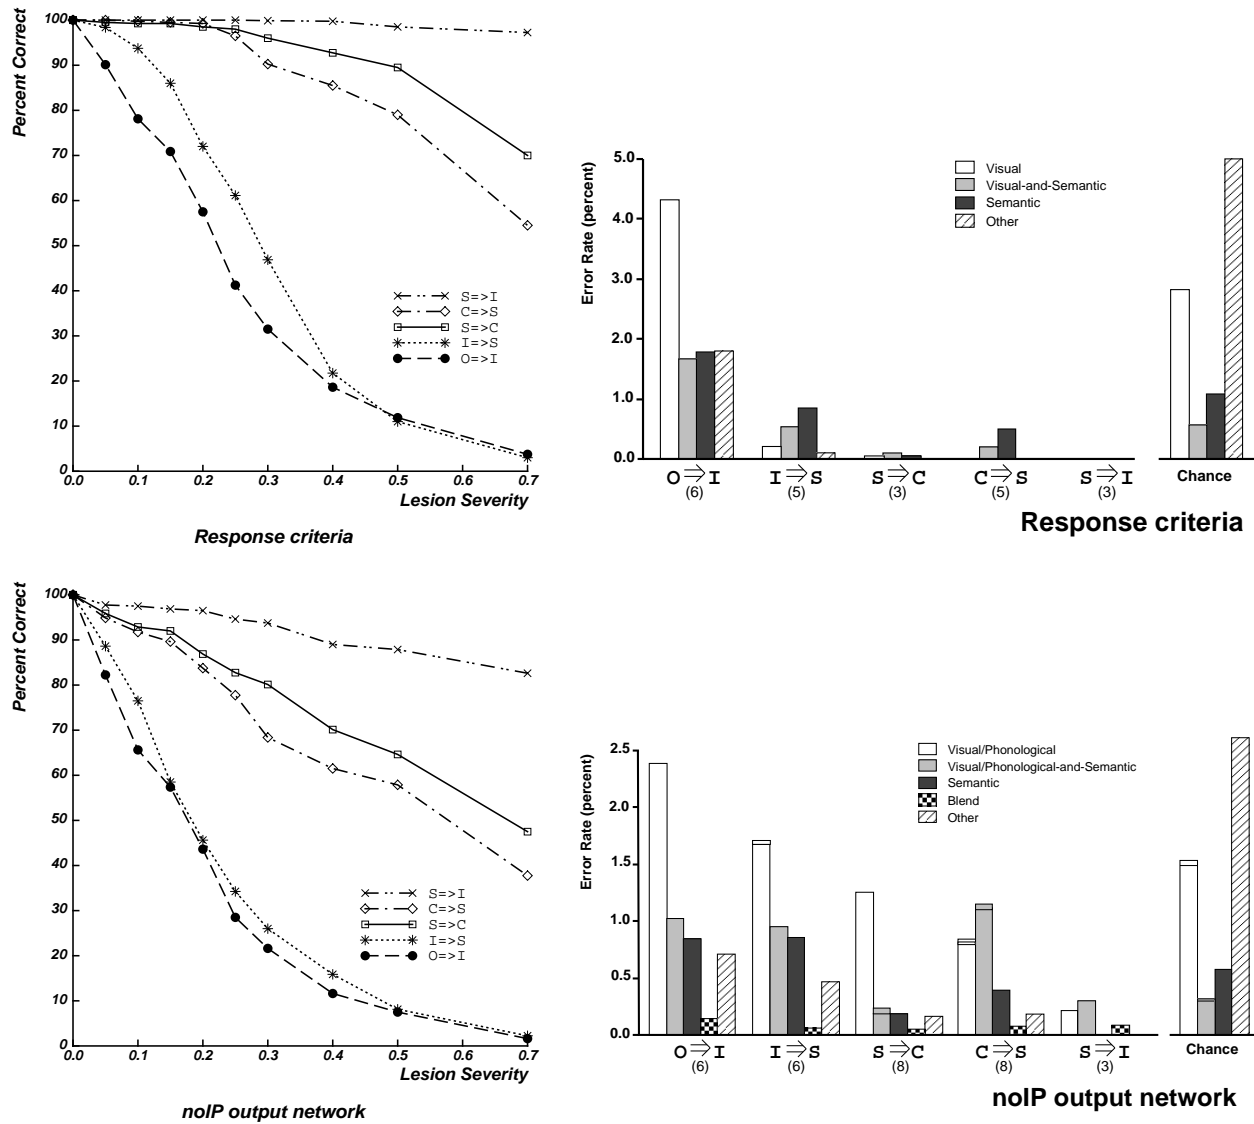 Percent Correct
100
90
80
70
60
50
40
30
20
10
0
0.0 0.1 0.2 0.3 0.4 0.5 0.6 0.7
Lesion Severity
S=>I
C=>S
S=>C
I=>S
O=>I
Response criteria
Error Rate (percent)
5.0
4.0
3.0
2.0
1.0
0.0
Visual
Visual-and-Semantic
Semantic
Other
O⇒I I⇒S S⇒C C⇒S S⇒I Chance
(6) (5) (3) (5) (3)
Response criteria
Percent Correct
100
90
80
70
60
50
40
30
20
10
0
0.0 0.1 0.2 0.3 0.4 0.5 0.6 0.7
Lesion Severity
S=>I
C=>S
S=>C
I=>S
O=>I
noIP output network
Error Rate (percent)
2.5
2.0
1.5
1.0
0.5
0.0
Visual/Phonological
Visual/Phonological-and-Semantic
Semantic
Blend
Other
O⇒I I⇒S S⇒C C⇒S S⇒I Chance
(6) (6) (8) (8) (3)
noIP output network